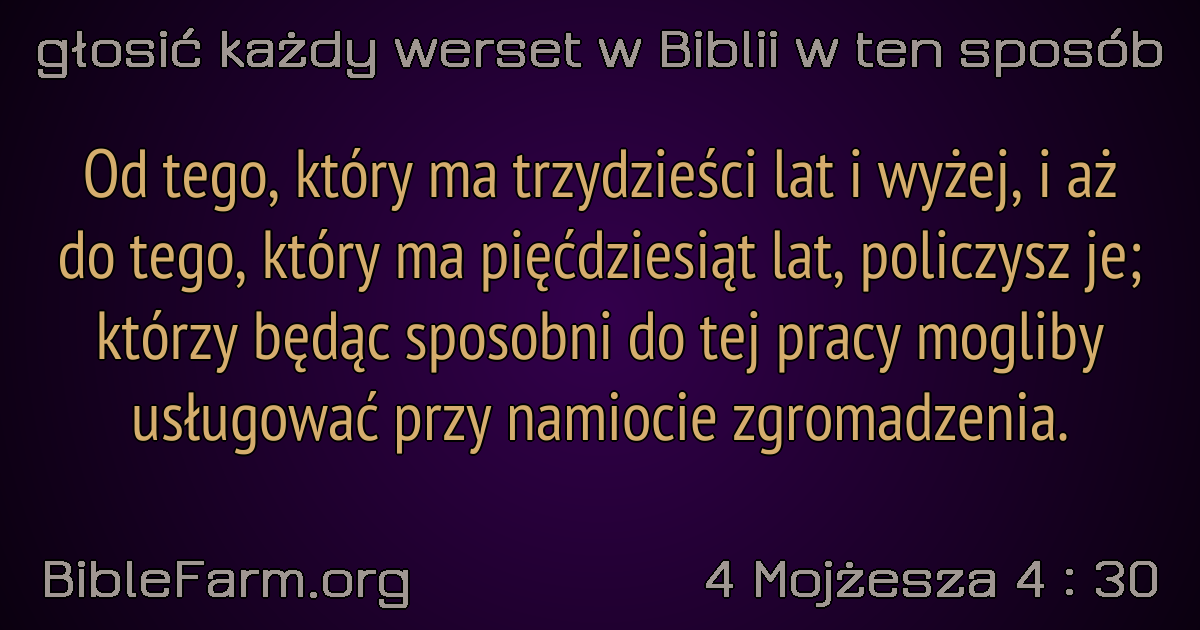 głosić każdy werset w Biblii w ten sposób
Od tego, który ma trzydzieści lat i wyżej, i aż
do tego, który ma pięćdziesiąt lat, policzysz je;
którzy będąc sposobni do tej pracy mogliby
usługować przy namiocie zgromadzenia.
BibleFarm.org
4 Mojżesza 4 : 30